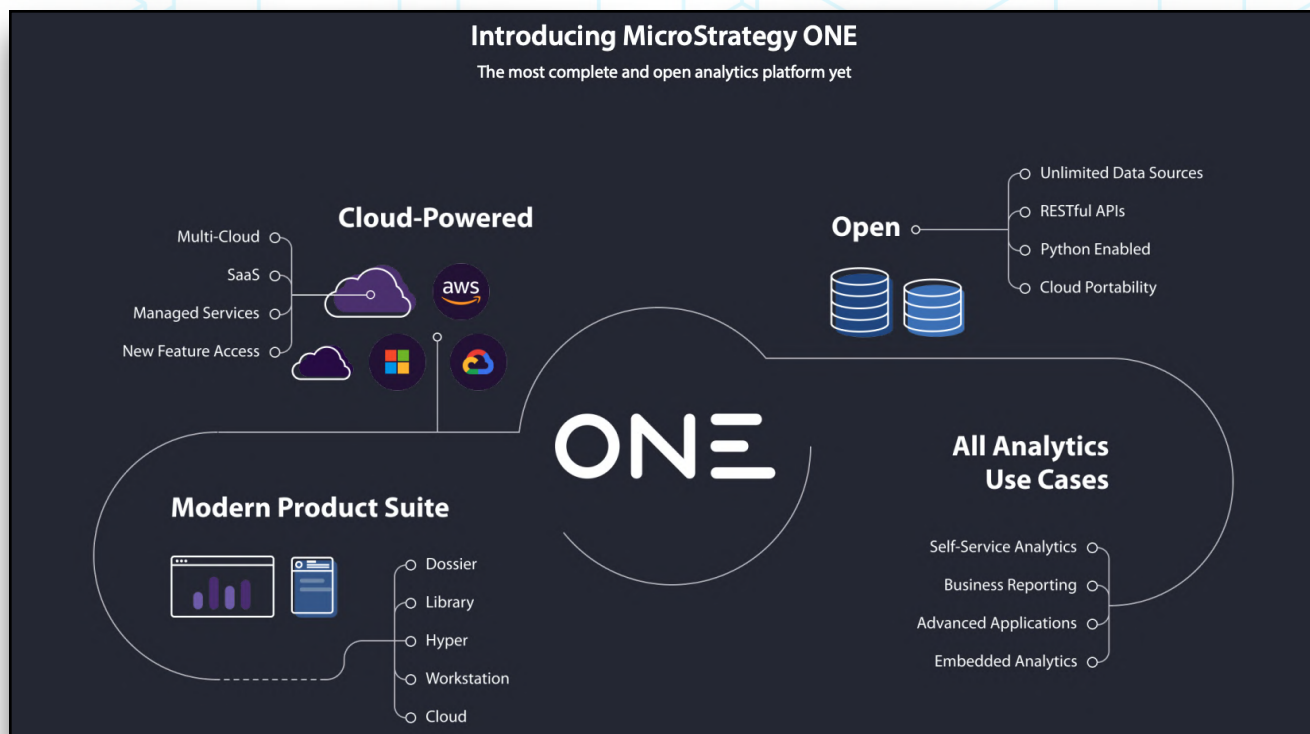 Introducing MicroStrategy ONE
The most complete and open analytics platform yet
Cloud-Powered
Multi-Cloud
SaaS
Managed Services
New Feature Access
aws
Open
Unlimited Data Sources
RESTful APIs
Python Enabled
Cloud Portability
ONE
Modern Product Suite
Dossier
Library
Hyper
Workstation
Cloud
All Analytics
Use Cases
Self-Service Analytics
Business Reporting
Advanced Applications
Embedded Analytics